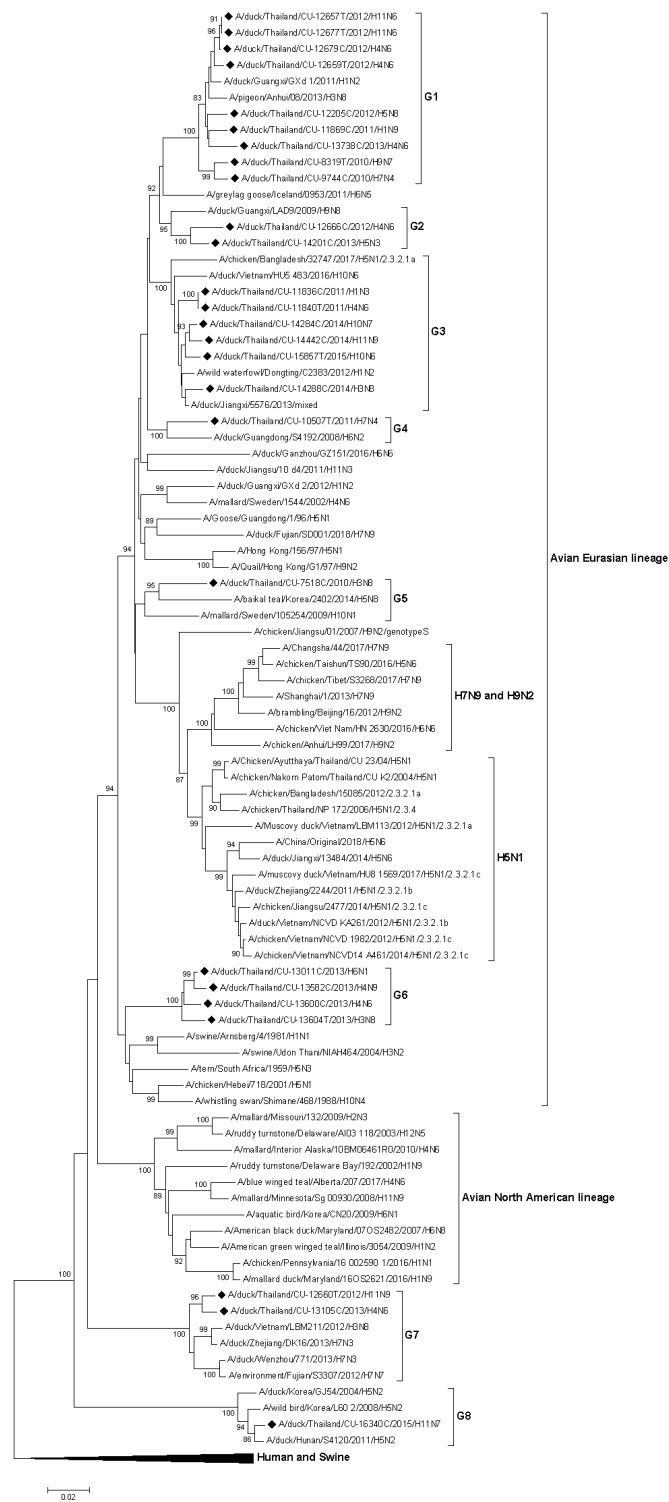 91
A/duck/Thailand/CU-12657T/2012/H11N6
96
A/duck/Thailand/CU-12677T/2012/H11N6
A/duck/Thailand/CU-12679C/2012/H4N6
A/duck/Thailand/CU-12659T/2012/H4N6
A/duck/Guangxi/GXd 1/2011/H1N2
83
A/pigeon/Anhui/08/2013/H3N8
G1
A/duck/Thailand/CU-12205C/2012/H5N8
100
A/duck/Thailand/CU-11869C/2011/H1N9
A/duck/Thailand/CU-13738C/2013/H4N6
A/duck/Thailand/CU-8319T/2010/H9N7
99
A/duck/Thailand/CU-9744C/2010/H7N4
92
A/greylag goose/Iceland/0953/2011/H6N5
A/duck/Guangxi/LAD9/2009/H9N8
95
A/duck/Thailand/CU-12666C/2012/H4N6
G2
100
A/duck/Thailand/CU-14201C/2013/H5N3
A/chicken/Bangladesh/32747/2017/H5N1/2.3.2.1a
100
A/duck/Vietnam/HU5 483/2016/H10N6
A/duck/Thailand/CU-11836C/2011/H1N3
100
A/duck/Thailand/CU-11840T/2011/H4N6
93
A/duck/Thailand/CU-14284C/2014/H10N7
G3
A/duck/Thailand/CU-14442C/2014/H11N9
A/duck/Thailand/CU-15857T/2015/H10N6
A/wild waterfowl/Dongting/C2383/2012/H1N2
A/duck/Thailand/CU-14288C/2014/H3N8
A/duck/Jiangxi/5576/2013/mixed
A/duck/Thailand/CU-10507T/2011/H7N4
G4
100
A/duck/Guangdong/S4192/2008/H6N2
A/duck/Ganzhou/GZ151/2016/H6N6
A/duck/Jiangsu/10 d4/2011/H11N3
99
A/duck/Guangxi/GXd 2/2012/H1N2
A/mallard/Sweden/1544/2002/H4N6
89
A/Goose/Guangdong/1/96/H5N1
A/duck/Fujian/SD001/2018/H7N9
94
A/Hong Kong/156/97/H5N1
Avian Eurasian lineage
100
A/Quail/Hong Kong/G1/97/H9N2
95
A/duck/Thailand/CU-7518C/2010/H3N8
A/baikal teal/Korea/2402/2014/H5N8
G5
A/mallard/Sweden/105254/2009/H10N1
A/chicken/Jiangsu/01/2007/H9N2/genotypeS
A/Changsha/44/2017/H7N9
99
A/chicken/Taishun/TS90/2016/H5N6
A/chicken/Tibet/S3268/2017/H7N9
100
A/Shanghai/1/2013/H7N9
H7N9 and H9N2
100
A/brambling/Beijing/16/2012/H9N2
100
A/chicken/Viet Nam/HN 2630/2016/H6N6
A/chicken/Anhui/LH99/2017/H9N2
87
99
A/Chicken/Ayutthaya/Thailand/CU 23/04/H5N1
A/chicken/Nakorn Patom/Thailand/CU K2/2004/H5N1
A/chicken/Bangladesh/15085/2012/2.3.2.1a
90
A/chicken/Thailand/NP 172/2006/H5N1/2.3.4
99
A/Muscovy duck/Vietnam/LBM113/2012/H5N1/2.3.2.1a
94
A/China/Original/2018/H5N6
A/duck/Jiangxi/13484/2014/H5N6
H5N1
99
A/muscovy duck/Vietnam/HU8 1569/2017/H5N1/2.3.2.1c
A/duck/Zhejiang/2244/2011/H5N1/2.3.2.1b
A/chicken/Jiangsu/2477/2014/H5N1/2.3.2.1c
A/duck/Vietnam/NCVD KA261/2012/H5N1/2.3.2.1b
A/chicken/Vietnam/NCVD 1982/2012/H5N1/2.3.2.1c
90
A/chicken/Vietnam/NCVD14 A461/2014/H5N1/2.3.2.1c
94
99
A/duck/Thailand/CU-13011C/2013/H6N1
A/duck/Thailand/CU-13582C/2013/H4N9
G6
100
A/duck/Thailand/CU-13600C/2013/H4N6
A/duck/Thailand/CU-13604T/2013/H3N8
99
A/swine/Arnsberg/4/1981/H1N1
A/swine/Udon Thani/NIAH464/2004/H3N2
A/tern/South Africa/1959/H5N3
A/chicken/Hebei/718/2001/H5N1
99
A/whistling swan/Shimane/468/1988/H10N4
100
A/mallard/Missouri/132/2009/H2N3
99
A/ruddy turnstone/Delaware/AI03 118/2003/H12N5
A/mallard/Interior Alaska/10BM06461R0/2010/H4N6
100
A/ruddy turnstone/Delaware Bay/192/2002/H1N9
89
100
A/blue winged teal/Alberta/207/2017/H4N6
A/mallard/Minnesota/Sg 00930/2008/H11N9
Avian North American lineage
A/aquatic bird/Korea/CN20/2009/H6N1
A/American black duck/Maryland/07OS2482/2007/H6N8
A/American green winged teal/Illinois/3054/2009/H1N2
92
A/chicken/Pennsylvania/16 002590 1/2016/H1N1
100
A/mallard duck/Maryland/16OS2621/2016/H1N9
100
96
A/duck/Thailand/CU-12660T/2012/H11N9
A/duck/Thailand/CU-13105C/2013/H4N6
100
99
A/duck/Vietnam/LBM211/2012/H3N8
G7
A/duck/Zhejiang/DK16/2013/H7N3
A/duck/Wenzhou/771/2013/H7N3
99
A/environment/Fujian/S3307/2012/H7N7
A/duck/Korea/GJ54/2004/H5N2
100
A/wild bird/Korea/L60 2/2008/H5N2
G8
94
A/duck/Thailand/CU-16340C/2015/H11N7
86
A/duck/Hunan/S4120/2011/H5N2
Human and Swine
0.02